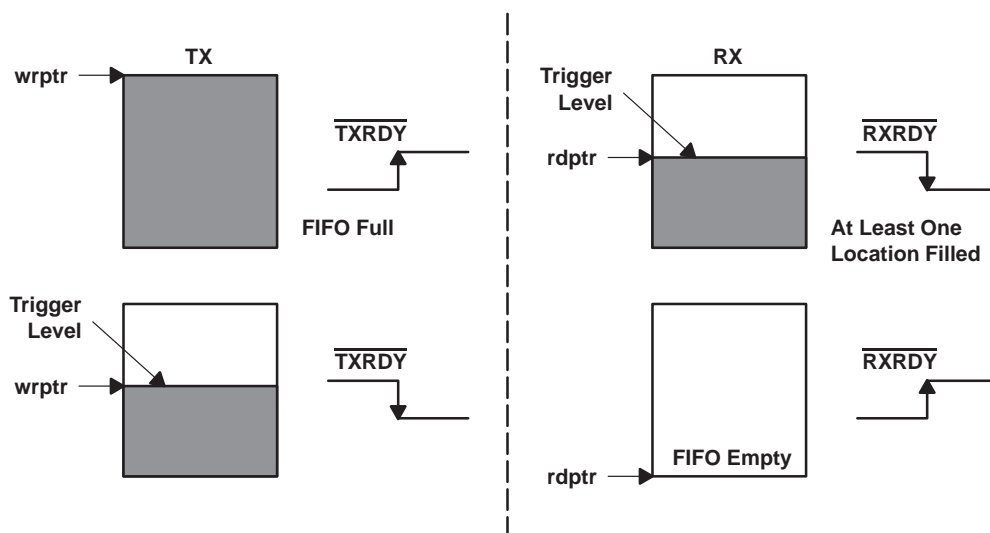 TX
wrptr
TXRDY
FIFO Full
Trigger
Level
wrptr
TXRDY
RX
Trigger
Level
rdptr
RXRDY
At Least One
Location Filled
RXRDY
FIFO Empty
rdptr